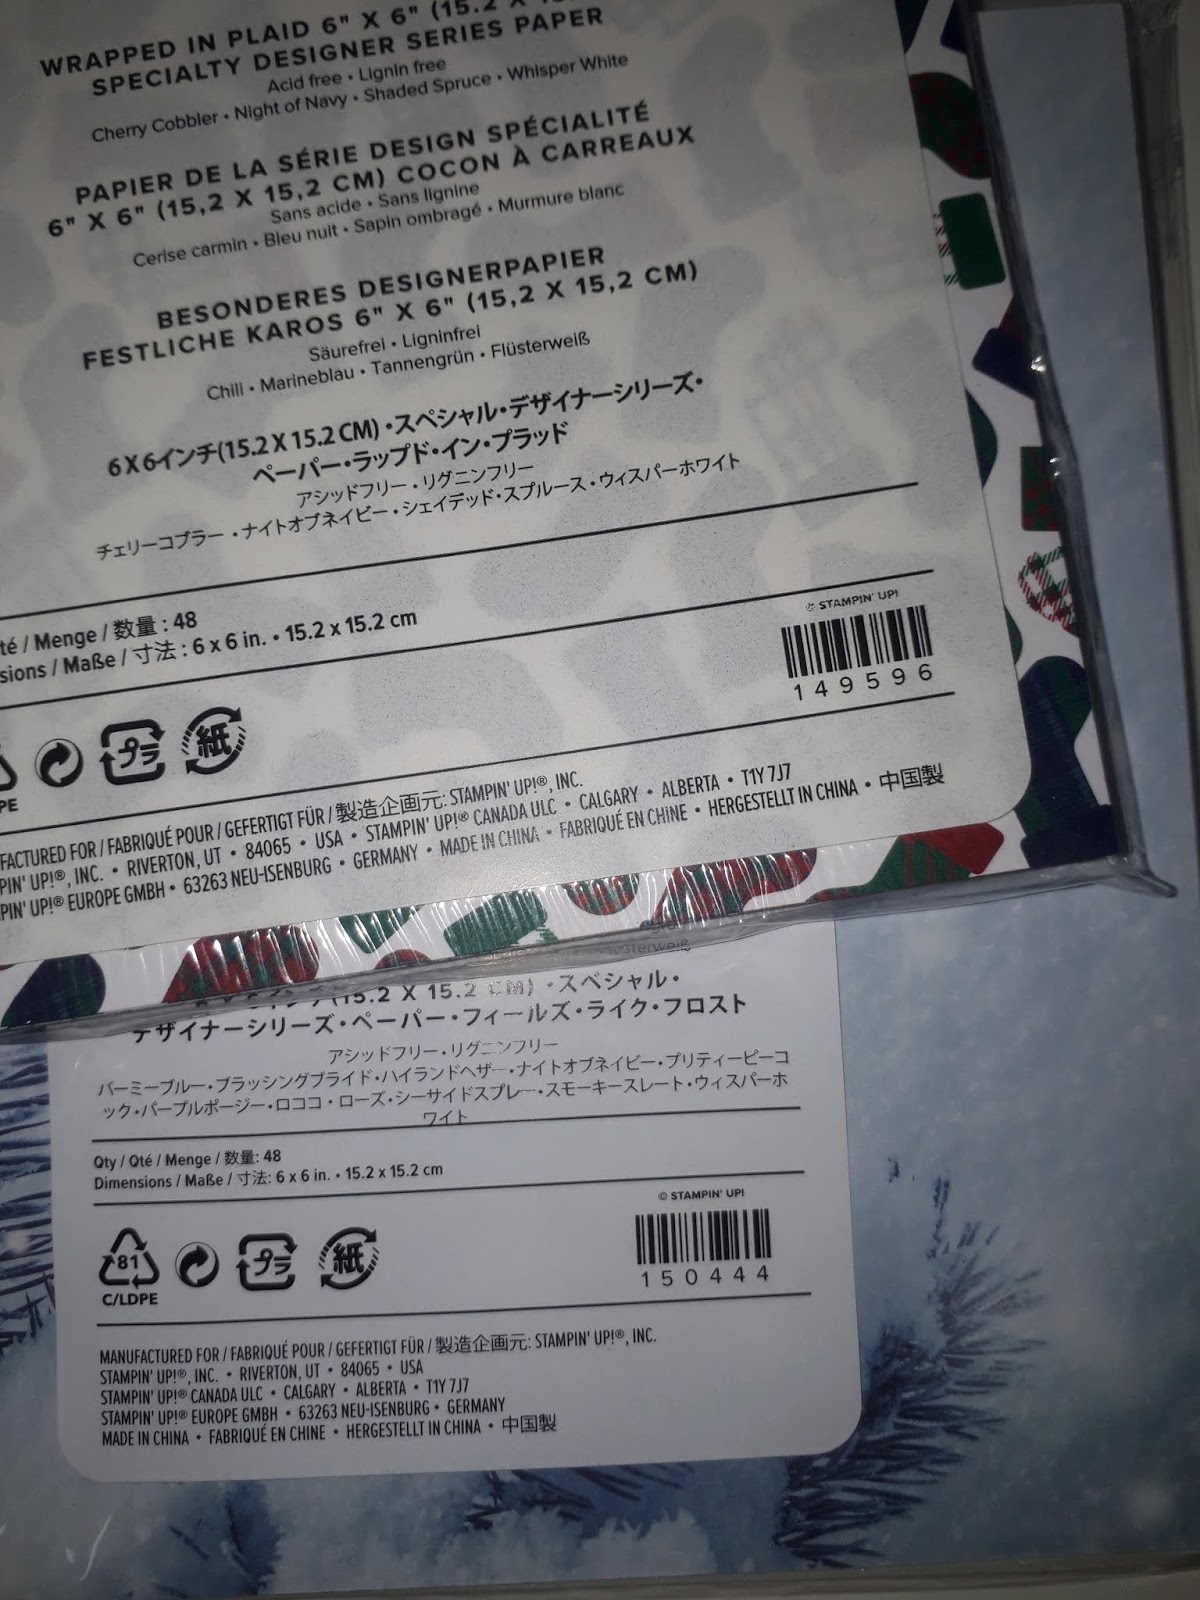 WRAPPED IN PLAID 6" X 6" (15.2 X
SPECIALTY DESIGNER SERIES PAPER
Acid free • Lignin free
Cherry Cobbler • Night of Navy • Shaded Spruce • Whisper White
PAPIER DE LA SÉRIE DESIGN SPÉCIALITÉ
6" X 6" (15,2 X 15,2 CM) COCON À CARREAUX
Sans acide • Sans lignine
Cerise carmin • Bleu nuit • Sapin ombragé • Murmure blanc
BESONDERES DESIGNERPAPIER
FESTLICHE KAROS 6" X 6" (15,2 X 15,2 CM)
Säurefrei • Ligninfrei
Chili • Marineblau • Tannengrün • Flüsterweiß
6 X 6インチ(15.2 X 15.2 CM)・スペシャル・デザイナーシリーズ・
ペーパー・ラップド・イン・プラッド
アシッドフリー・リグニンフリー
チェリーコブラー・ナイトオブネイビー・シェイデッド・スプルース・ウィスパーホワイト
té / Menge / 数量 : 48
sions / Maße / 寸法 : 6 x 6 in. • 15.2 x 15.2 cm
© STAMPIN' UP!
149596
プラ
紙
PE
FACTURED FOR / FABRIQUÉ POUR / GEFERTIGT FÜR / 製造企画元: STAMPIN' UP!®, INC.
PIN' UP!®, INC. • RIVERTON, UT • 84065 • USA • STAMPIN' UP!® CANADA ULC • CALGARY • ALBERTA • T1Y 7J7
PIN' UP!® EUROPE GMBH • 63263 NEU-ISENBURG • GERMANY • MADE IN CHINA • FABRIQUÉ EN CHINE • HERGESTELLT IN CHINA • 中国製
(15.2 X 15.2 CM)・スペシャル・
デザイナーシリーズ・ペーパー・フィールズ・ライク・フロスト
アシッドフリー・リグニンフリー
バーミーブルー・ブラッシングブライド・ハイランドヘザー・ナイトオブネイビー・プリティーピーコ
ック・パープルポージー・ロココ・ローズ・シーサイドスプレー・スモーキースレート・ウィスパーホ
ワイト
Qty / Qté / Menge / 数量: 48
Dimensions / Maße / 寸法: 6 x 6 in. • 15.2 x 15.2 cm
© STAMPIN' UP!
150444
81
プラ
紙
C/LDPE
MANUFACTURED FOR / FABRIQUÉ POUR / GEFERTIGT FÜR / 製造企画元: STAMPIN' UP!®, INC.
STAMPIN' UP!®, INC. • RIVERTON, UT • 84065 • USA
STAMPIN' UP!® CANADA ULC • CALGARY • ALBERTA • T1Y 7J7
STAMPIN' UP!® EUROPE GMBH • 63263 NEU-ISENBURG • GERMANY
MADE IN CHINA • FABRIQUÉ EN CHINE • HERGESTELLT IN CHINA • 中国製